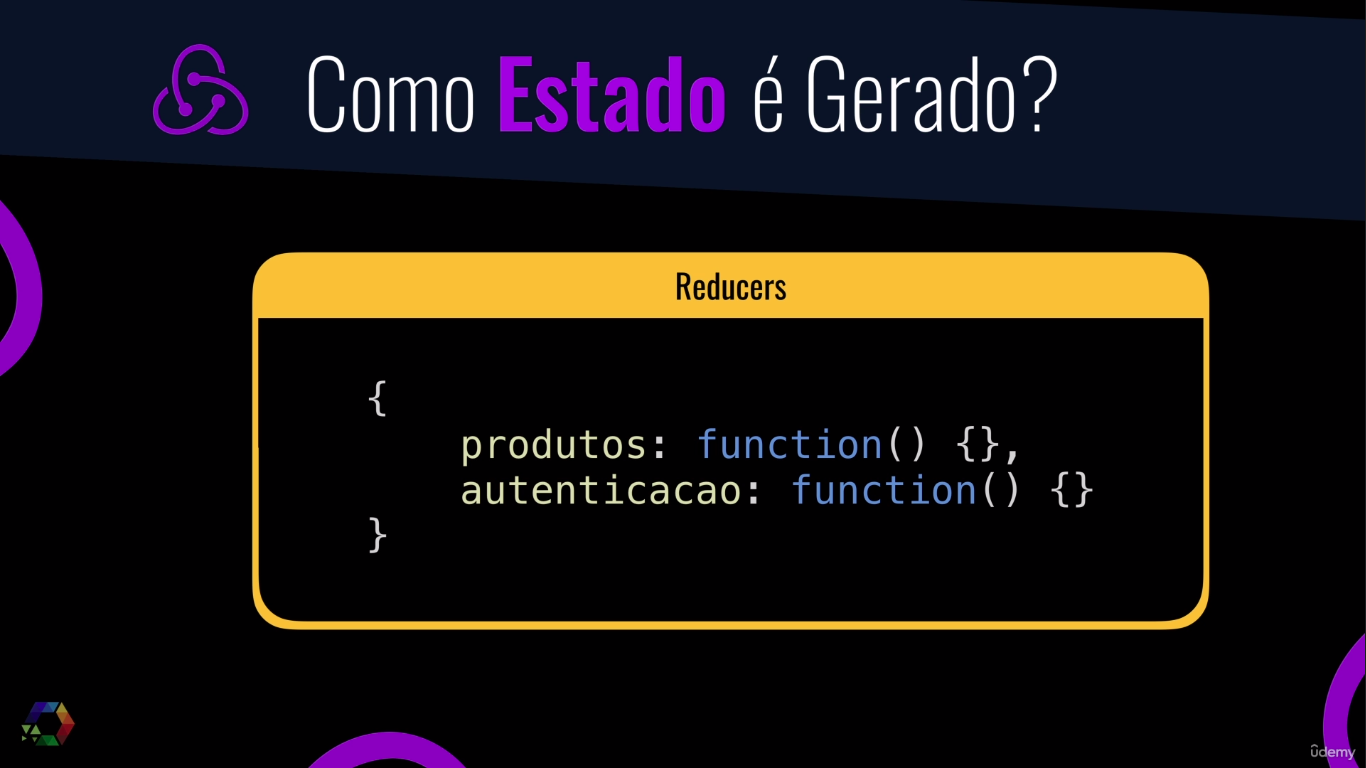 Como Estado é Gerado?
Reducers
{
produtos: function() {},
autenticacao: function() {}
}
ûdemy